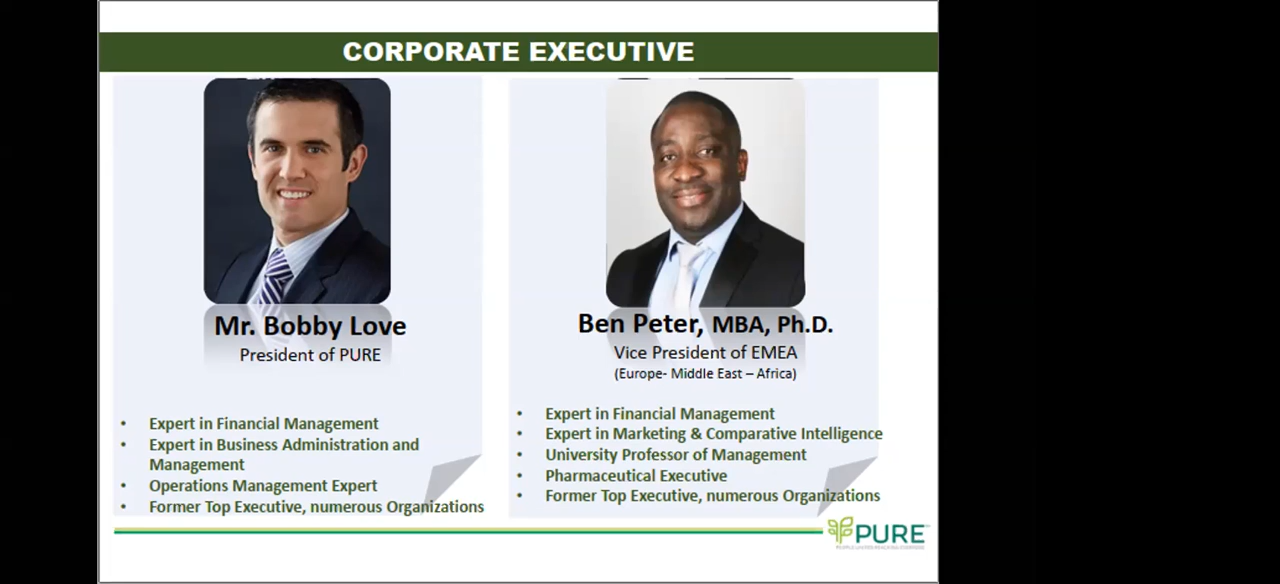 CORPORATE EXECUTIVE
Mr. Bobby Love
President of PURE
• Expert in Financial Management
• Expert in Business Administration and
Management
• Operations Management Expert
• Former Top Executive, numerous Organizations
Ben Peter, MBA, Ph.D.
Vice President of EMEA
(Europe- Middle East – Africa)
• Expert in Financial Management
• Expert in Marketing & Comparative Intelligence
• University Professor of Management
• Pharmaceutical Executive
• Former Top Executive, numerous Organizations
PURE